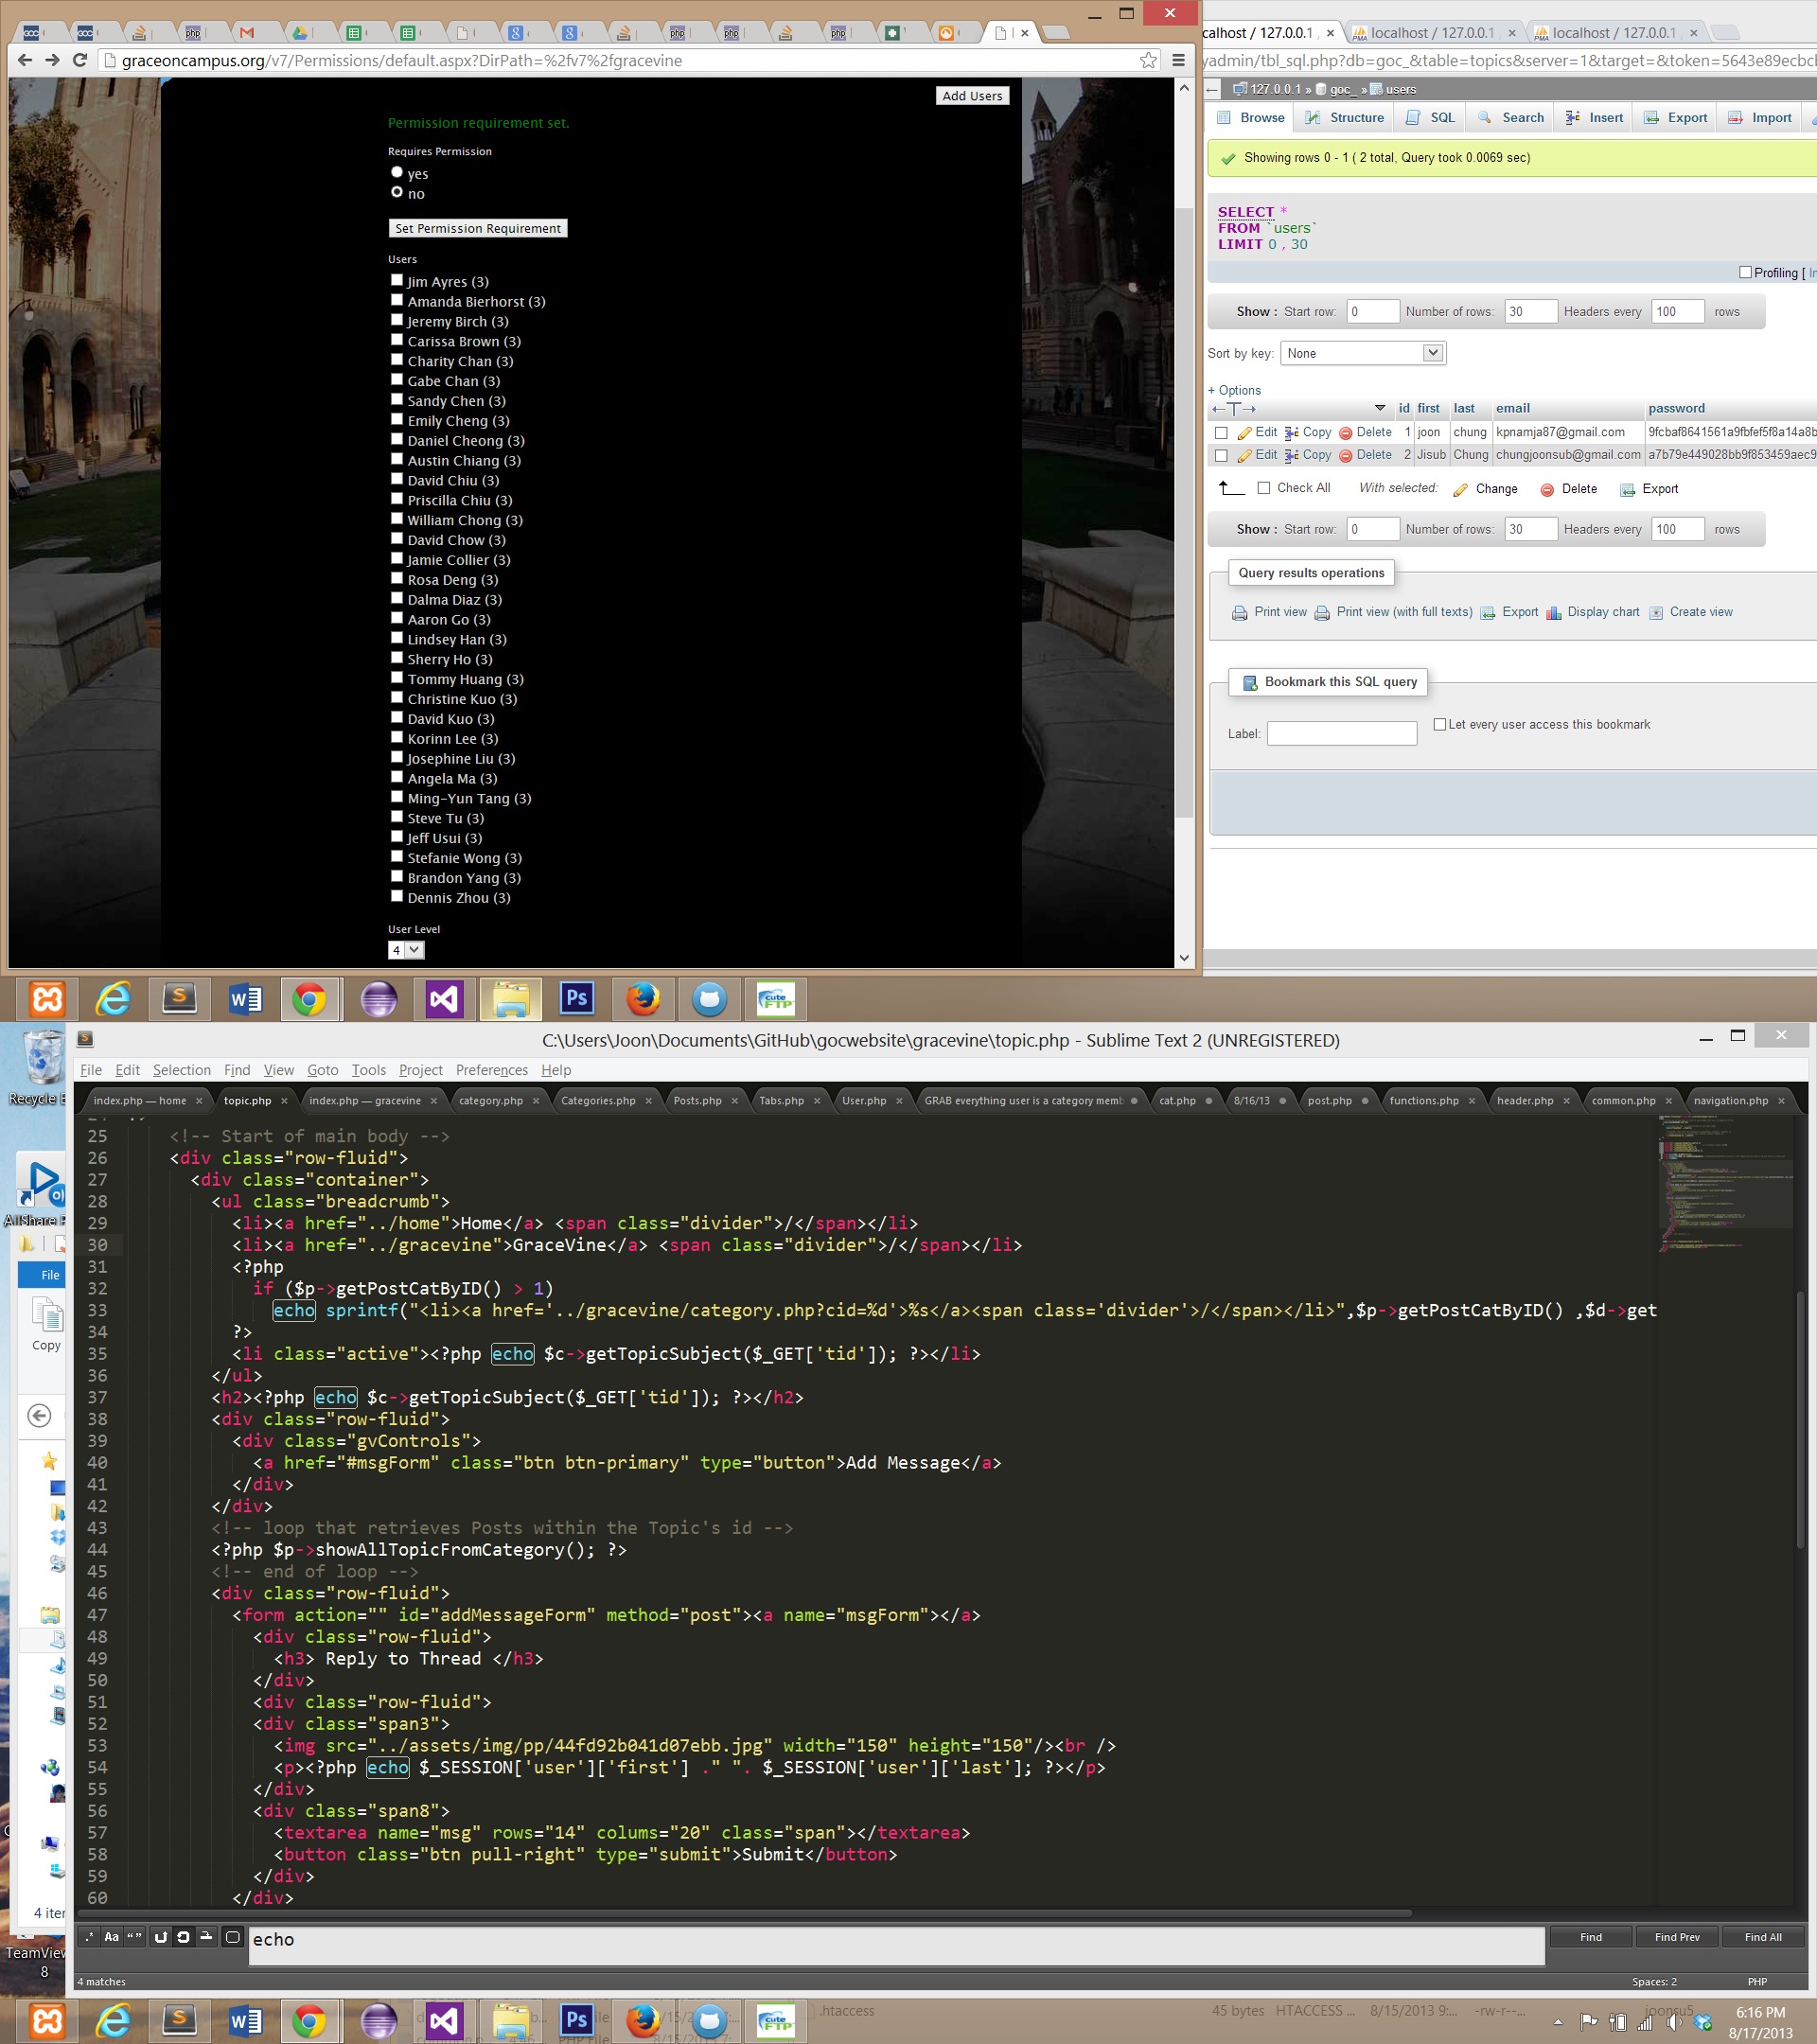 graceoncampus.org/v7/Permissions/default.aspx?DirPath=%2fv7%2fgracevine
Add Users
Permission requirement set.
Requires Permission
yes
no
Set Permission Requirement
Users
Jim Ayres (3)
Amanda Bierhorst (3)
Jeremy Birch (3)
Carissa Brown (3)
Charity Chan (3)
Gabe Chan (3)
Sandy Chen (3)
Emily Cheng (3)
Daniel Cheong (3)
Austin Chiang (3)
David Chiu (3)
Priscilla Chiu (3)
William Chong (3)
David Chow (3)
Jamie Collier (3)
Rosa Deng (3)
Dalma Diaz (3)
Aaron Go (3)
Lindsey Han (3)
Sherry Ho (3)
Tommy Huang (3)
Christine Kuo (3)
David Kuo (3)
Korinn Lee (3)
Josephine Liu (3)
Angela Ma (3)
Ming-Yun Tang (3)
Steve Tu (3)
Jeff Usui (3)
Stefanie Wong (3)
Brandon Yang (3)
Dennis Zhou (3)
User Level
4
alhost / 127.0.0.1 localhost / 127.0.0.1 localhost / 127.0.0.1
yadmin/tbl_sql.php?db=goc_&table=topics&server=1&target=&token=5643e89ecbcl
127.0.0.1 » goc_ » users
Browse Structure SQL Search Insert Export Import
Showing rows 0 - 1 ( 2 total, Query took 0.0069 sec)
SELECT *
FROM `users`
LIMIT 0 , 30
Profiling [ In
Show : Start row: 0 Number of rows: 30 Headers every 100 rows
Sort by key: None
+ Options
←T→ id first last email password
Edit Copy Delete 1 joon chung kpnamja87@gmail.com 9fcbaf8641561a9fbfef5f8a14a8b
Edit Copy Delete 2 Jisub Chung chungjoonsub@gmail.com a7b79e449028bb9f853459aec9
Check All With selected: Change Delete Export
Show : Start row: 0 Number of rows: 30 Headers every 100 rows
Query results operations
Print view Print view (with full texts) Export Display chart Create view
Bookmark this SQL query
Label: Let every user access this bookmark
C:\Users\Joon\Documents\GitHub\gocwebsite\gracevine\topic.php - Sublime Text 2 (UNREGISTERED)
File Edit Selection Find View Goto Tools Project Preferences Help
index.php — home topic.php index.php — gracevine category.php Categories.php Posts.php Tabs.php User.php GRAB everything user is a category memb cat.php 8/16/13 post.php functions.php header.php common.php navigation.php
25 <!-- Start of main body -->
26 <div class="row-fluid">
27 <div class="container">
28 <ul class="breadcrumb">
29 <li><a href="../home">Home</a> <span class="divider">/</span></li>
30 <li><a href="../gracevine">GraceVine</a> <span class="divider">/</span></li>
31 <?php
32 if ($p->getPostCatByID() > 1)
33 echo sprintf("<li><a href='../gracevine/category.php?cid=%d'>%s</a><span class='divider'>/</span></li>",$p->getPostCatByID() ,$d->get
34 ?>
35 <li class="active"><?php echo $c->getTopicSubject($_GET['tid']); ?></li>
36 </ul>
37 <h2><?php echo $c->getTopicSubject($_GET['tid']); ?></h2>
38 <div class="row-fluid">
39 <div class="gvControls">
40 <a href="#msgForm" class="btn btn-primary" type="button">Add Message</a>
41 </div>
42 </div>
43 <!-- loop that retrieves Posts within the Topic's id -->
44 <?php $p->showAllTopicFromCategory(); ?>
45 <!-- end of loop -->
46 <div class="row-fluid">
47 <form action="" id="addMessageForm" method="post"><a name="msgForm"></a>
48 <div class="row-fluid">
49 <h3> Reply to Thread </h3>
50 </div>
51 <div class="row-fluid">
52 <div class="span3">
53 <img src="../assets/img/pp/44fd92b041d07ebb.jpg" width="150" height="150"/><br />
54 <p><?php echo $_SESSION['user']['first'] ." ". $_SESSION['user']['last']; ?></p>
55 </div>
56 <div class="span8">
57 <textarea name="msg" rows="14" colums="20" class="span"></textarea>
58 <button class="btn pull-right" type="submit">Submit</button>
59 </div>
60 </div>
echo
Find Find Prev Find All
4 matches Spaces: 2 PHP
Recycle
AllShare
File
Copy
4 iter
TeamView
8
.htaccess 45 bytes HTACCESS ... 8/15/2013 9:... -rw-r--... joonsu5
6:16 PM
8/17/2013